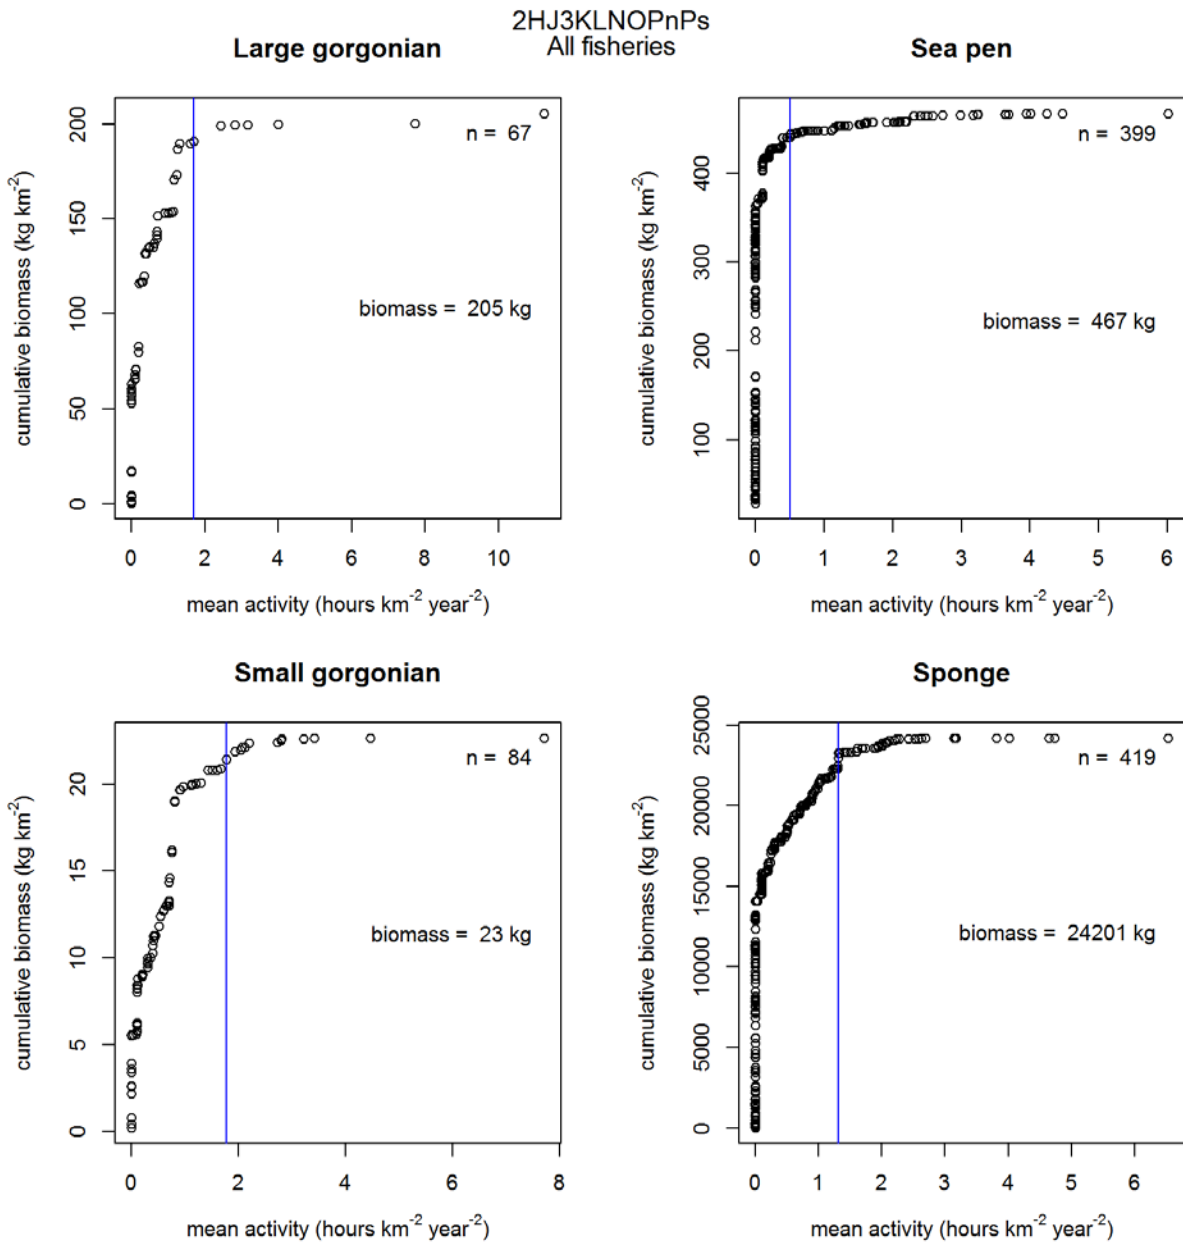 2HJ3KLNOPnPs
All fisheries
Large gorgonian
Sea pen
cumulative biomass (kg km⁻²)
200
150
100
50
0
n = 67
biomass = 205 kg
0 2 4 6 8 10
mean activity (hours km⁻² year⁻²)
cumulative biomass (kg km⁻²)
400
300
200
100
n = 399
biomass = 467 kg
0 1 2 3 4 5 6
mean activity (hours km⁻² year⁻²)
Small gorgonian
Sponge
cumulative biomass (kg km⁻²)
20
15
10
5
0
n = 84
biomass = 23 kg
0 2 4 6 8
mean activity (hours km⁻² year⁻²)
cumulative biomass (kg km⁻²)
25000
20000
15000
10000
5000
0
n = 419
biomass = 24201 kg
0 1 2 3 4 5 6
mean activity (hours km⁻² year⁻²)